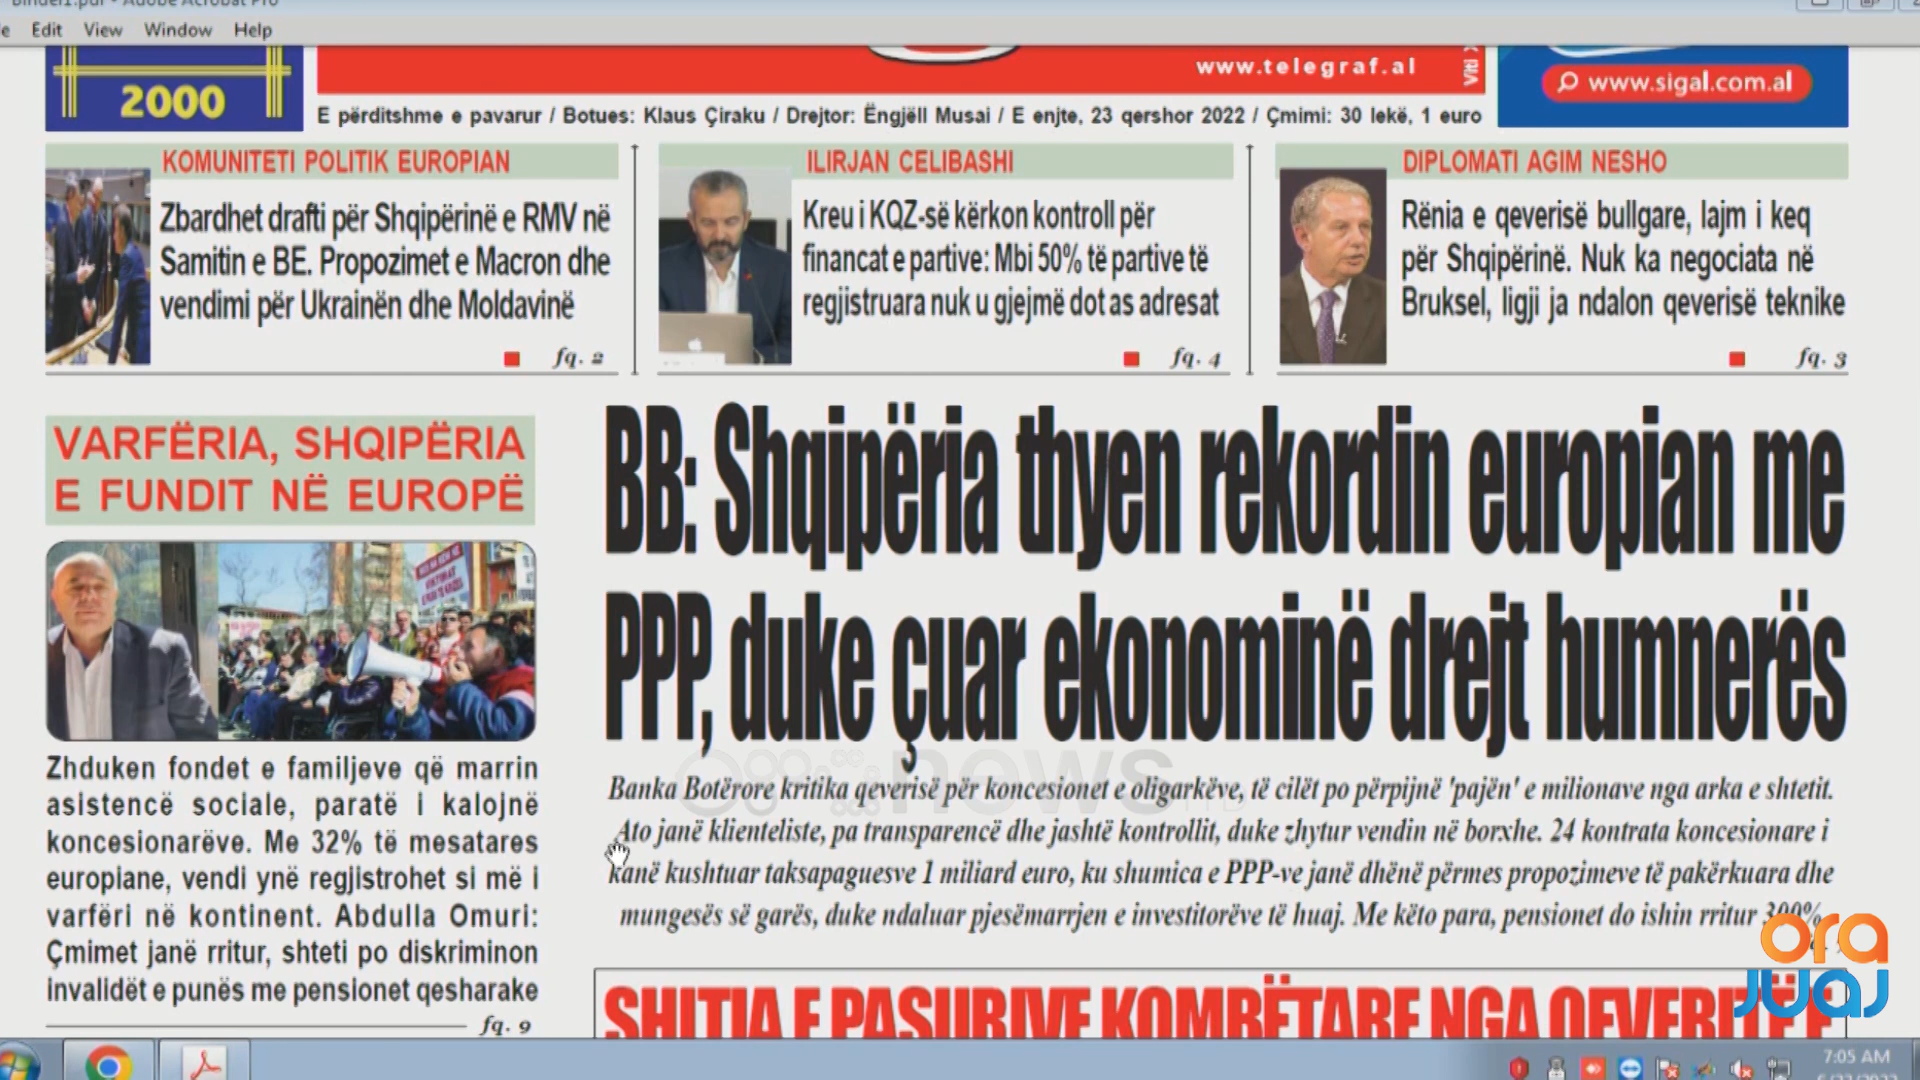 Edit View Window Help
2000
www.telegraf.al
www.sigal.com.al
E përditshme e pavarur / Botues: Klaus Çiraku / Drejtor: Ëngjëll Musai / E enjte, 23 qershor 2022 / Çmimi: 30 lekë, 1 euro
KOMUNITETI POLITIK EUROPIAN
Zbardhet drafti për Shqipërinë e RMV në
Samitin e BE. Propozimet e Macron dhe
vendimi për Ukrainën dhe Moldavinë
fq. 2
ILIRJAN CELIBASHI
Kreu i KQZ-së kërkon kontroll për
financat e partive: Mbi 50% të partive të
regjistruara nuk u gjejmë dot as adresat
fq. 4
DIPLOMATI AGIM NESHO
Rënia e qeverisë bullgare, lajm i keq
për Shqipërinë. Nuk ka negociata në
Bruksel, ligji ja ndalon qeverisë teknike
fq. 3
VARFËRIA, SHQIPËRIA
E FUNDIT NË EUROPË
Zhduken fondet e familjeve që marrin
asistencë sociale, paratë i kalojnë
koncesionarëve. Me 32% të mesatares
europiane, vendi ynë regjistrohet si më i
varfëri në kontinent. Abdulla Omuri:
Çmimet janë rritur, shteti po diskriminon
invalidët e punës me pensionet qesharake
fq. 9
BB: Shqipëria thyen rekordin europian me
PPP, duke çuar ekonominë drejt humnerës
news
Banka Botërore kritika qeverisë për koncesionet e oligarkëve, të cilët po përpijnë 'pajën' e milionave nga arka e shtetit.
Ato janë klienteliste, pa transparencë dhe jashtë kontrollit, duke zhytur vendin në borxhe. 24 kontrata koncesionare i
kanë kushtuar taksapaguesve 1 miliard euro, ku shumica e PPP-ve janë dhënë përmes propozimeve të pakërkuara dhe
mungesës së garës, duke ndaluar pjesëmarrjen e investitorëve të huaj. Me këto para, pensionet do ishin rritur 300%
ora
juaj
SHITJA E PASURIVE KOMBËTARE NGA QEVERITË E
7:05 AM